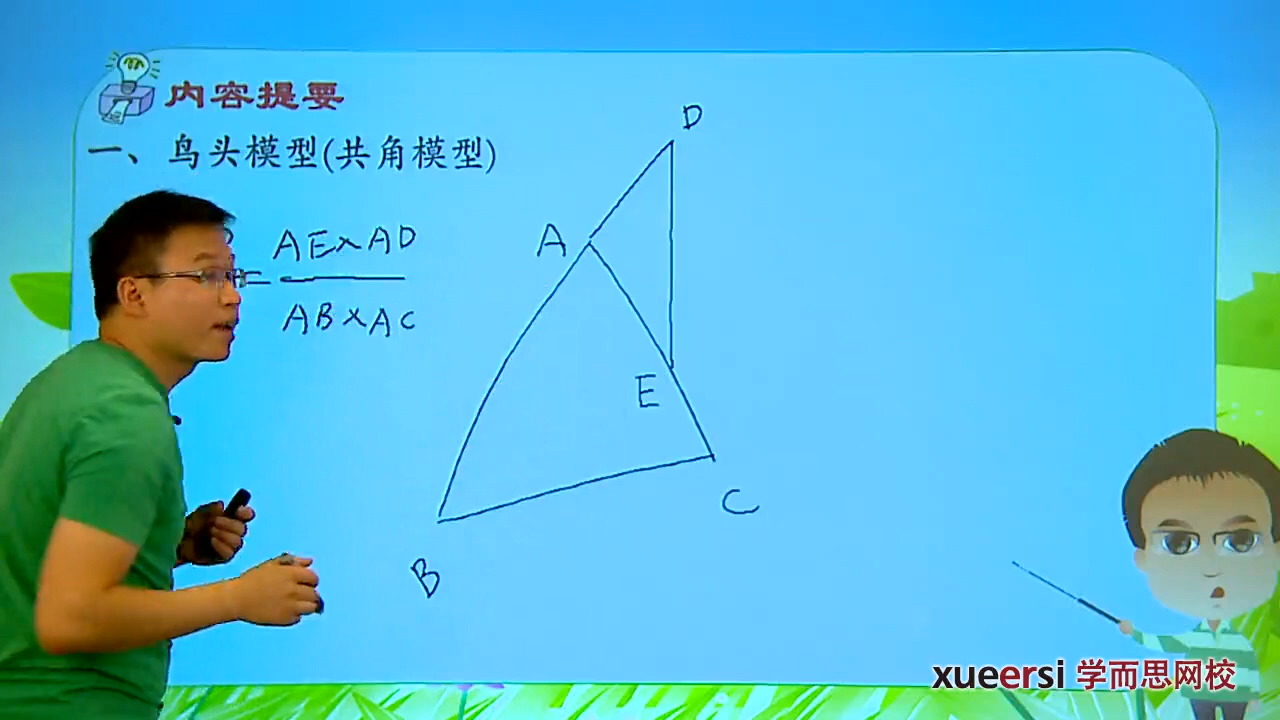 内容提要
一、鸟头模型(共角模型)
D
AE×AD
A
=
AB×AC
E
C
B
xueersi 学而思网校